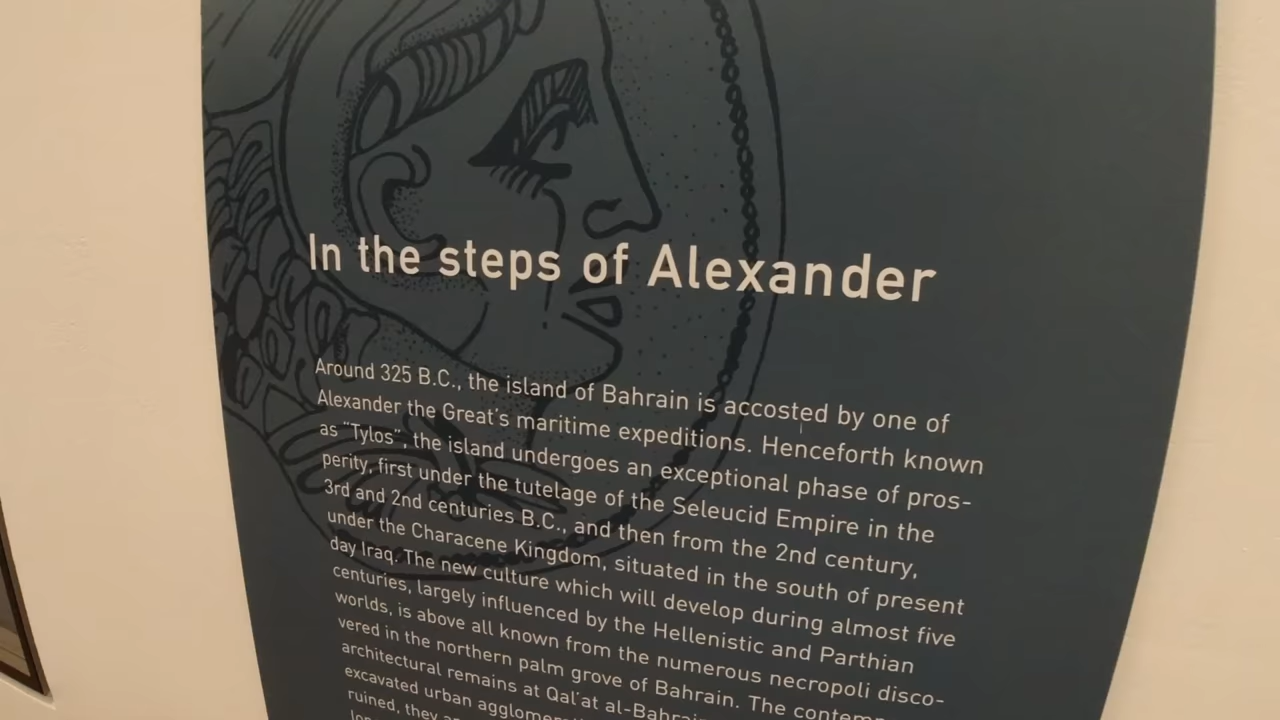 In the steps of Alexander
Around 325 B.C., the island of Bahrain is accosted by one of
Alexander the Great's maritime expeditions. Henceforth known
as "Tylos", the island undergoes an exceptional phase of pros-
perity, first under the tutelage of the Seleucid Empire in the
3rd and 2nd centuries B.C., and then from the 2nd century,
under the Characene Kingdom, situated in the south of present
day Iraq. The new culture which will develop during almost five
centuries, largely influenced by the Hellenistic and Parthian
worlds, is above all known from the numerous necropoli disco-
vered in the northern palm grove of Bahrain. The
architectural remains at Qal'at al-Bahrain
excavated urban
ruined, they